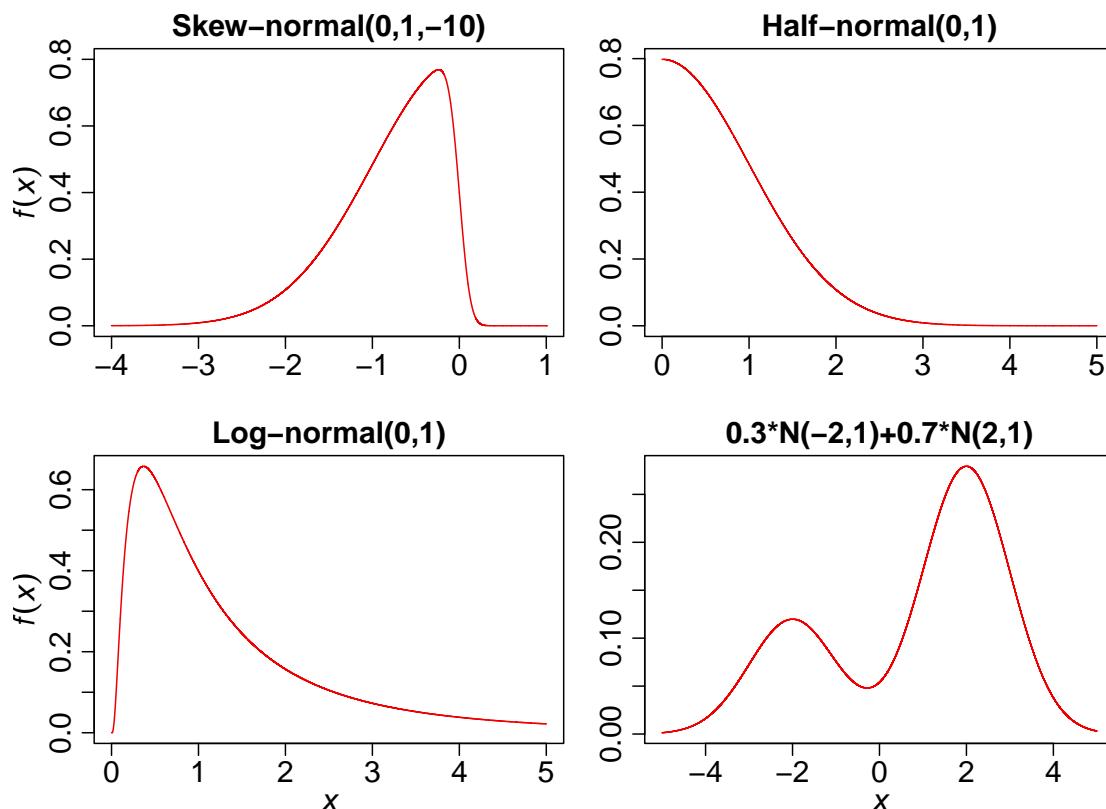 Skew−normal(0,1,−10)
f(x)
0.0 0.2 0.4 0.6 0.8
−4 −3 −2 −1 0 1
Half−normal(0,1)
0.0 0.2 0.4 0.6 0.8
0 1 2 3 4 5
Log−normal(0,1)
f(x)
0.0 0.2 0.4 0.6
0 1 2 3 4 5
x
0.3*N(−2,1)+0.7*N(2,1)
0.00 0.10 0.20
−4 −2 0 2 4
x